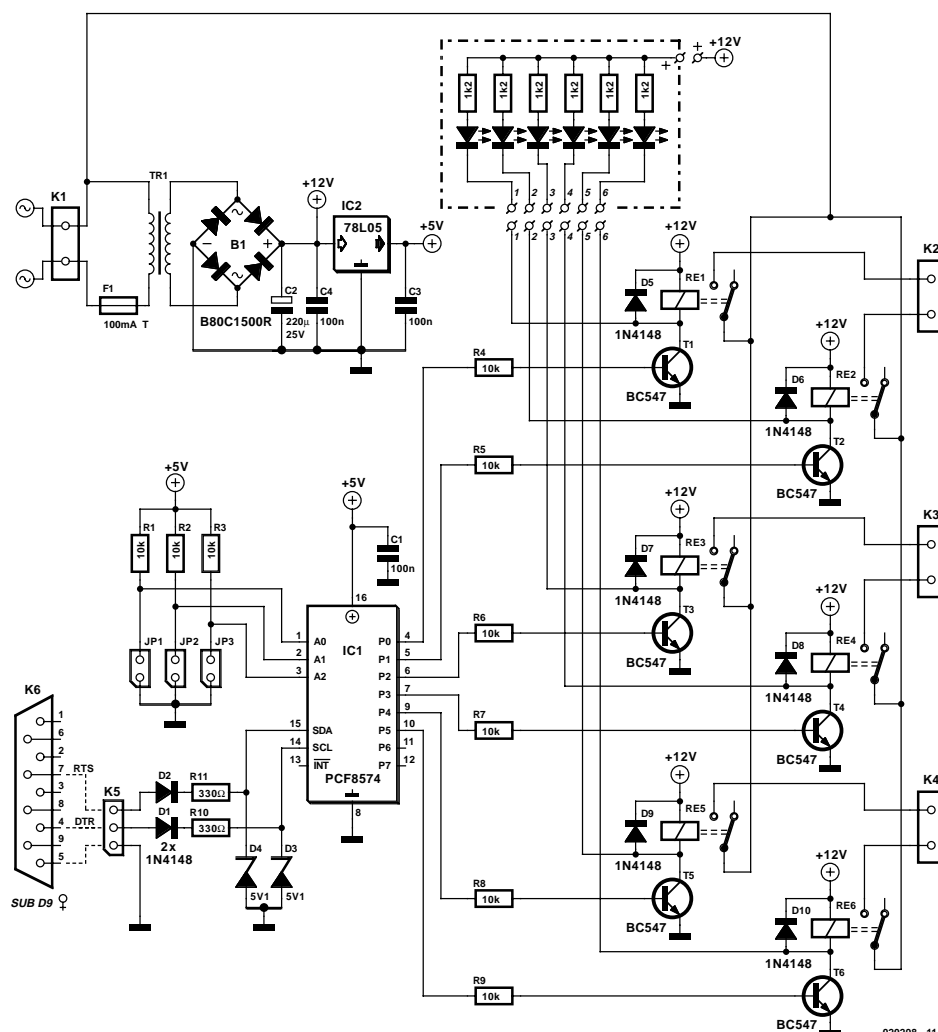 +12V
1k2 1k2 1k2 1k2 1k2 1k2
+ +
1 2 3 4 5 6
1 2 3 4 5 6
K1
TR1
F1
100mA T
B1
− +
B80C1500R
+12V
IC2
78L05
+5V
C2
220µ
25V
C4
100n
C3
100n
+12V
D5
1N4148
RE1
T1
BC547
R4
10k
K2
+12V
D6
1N4148
RE2
T2
BC547
R5
10k
+5V
R1 R2 R3
10k 10k 10k
JP1 JP2 JP3
+5V
C1
100n
16
IC1
1 A0
2 A1
3 A2
15 SDA
14 SCL
13 INT
P0 4
P1 5
P2 6
P3 7
P4 9
P5 10
P6 11
P7 12
PCF8574
8
+12V
D7
1N4148
RE3
T3
BC547
R6
10k
K3
+12V
D8
1N4148
RE4
T4
BC547
R7
10k
K6
1
6
2
7 RTS
3
8
4 DTR
9
5
SUB D9
K5
D2
D1
2x
1N4148
R11
330Ω
R10
330Ω
D4
5V1
D3
5V1
+12V
D9
1N4148
RE5
T5
BC547
R8
10k
K4
+12V
D10
1N4148
RE6
T6
BC547
R9
10k